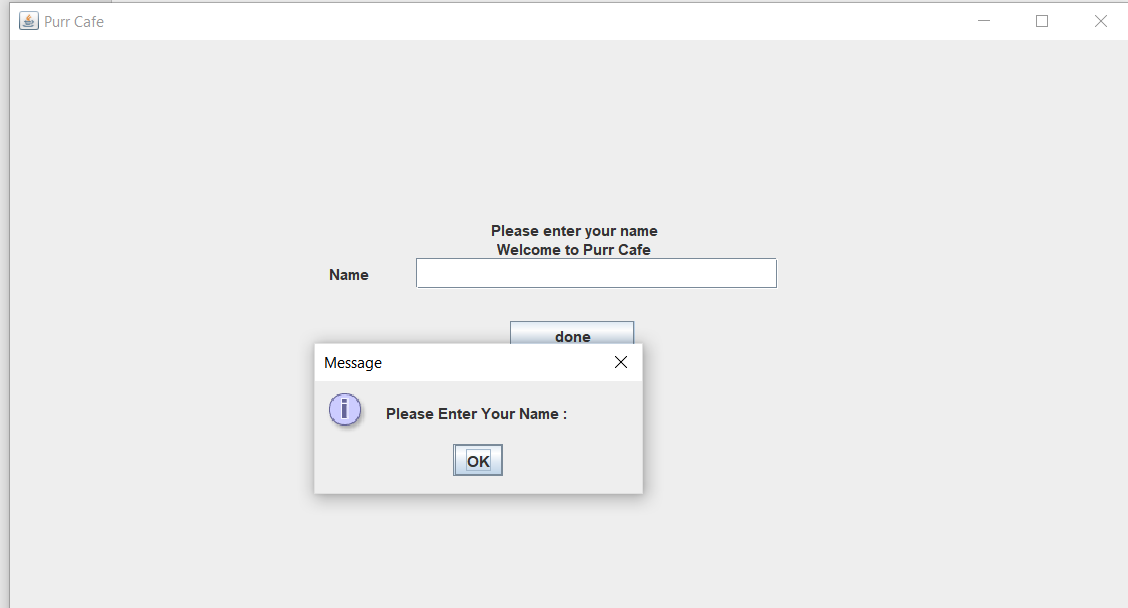 Purr Cafe
Please enter your name
Welcome to Purr Cafe
Name
done
Message
i
Please Enter Your Name :
OK